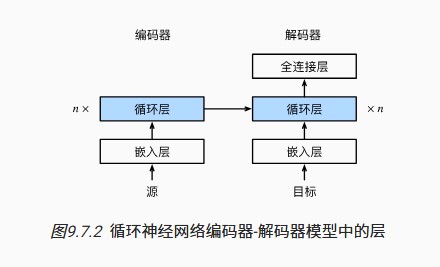 编码器
解码器
全连接层
n ×
循环层
循环层
× n
嵌入层
嵌入层
源
目标
图9.7.2 循环神经网络编码器-解码器模型中的层